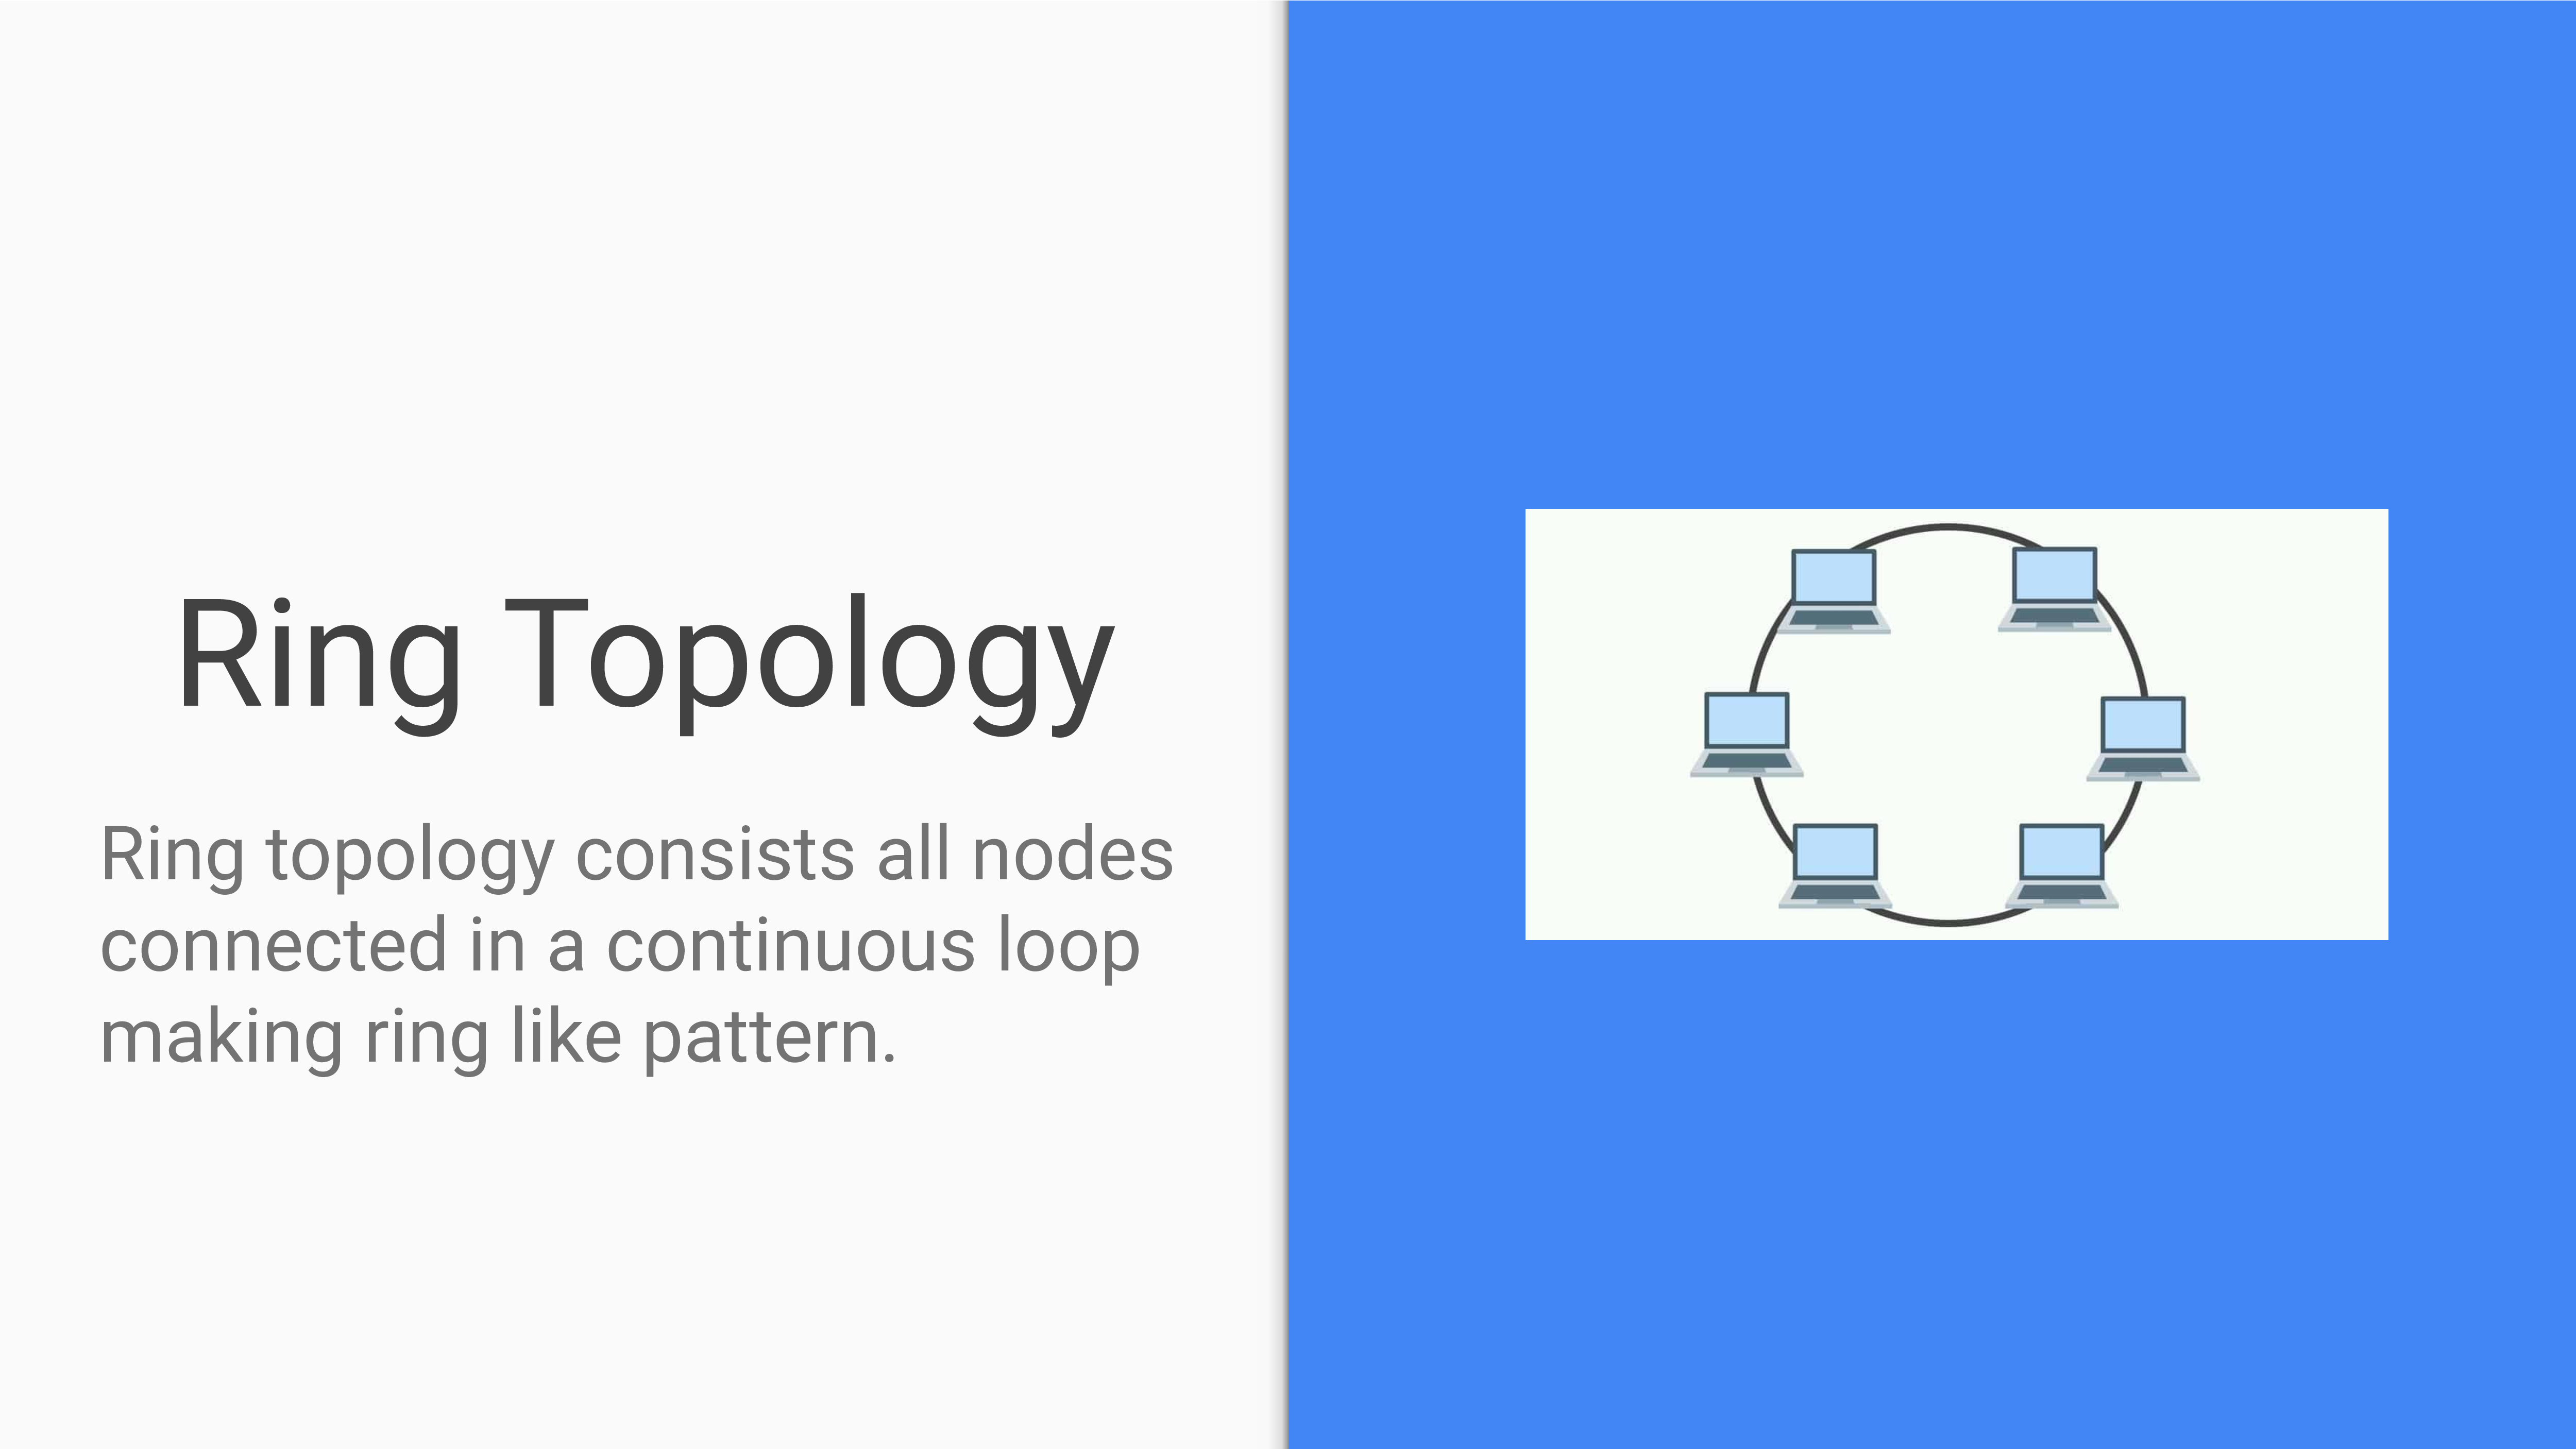 Ring Topology
Ring topology consists all nodes
connected in a continuous loop
making ring like pattern.